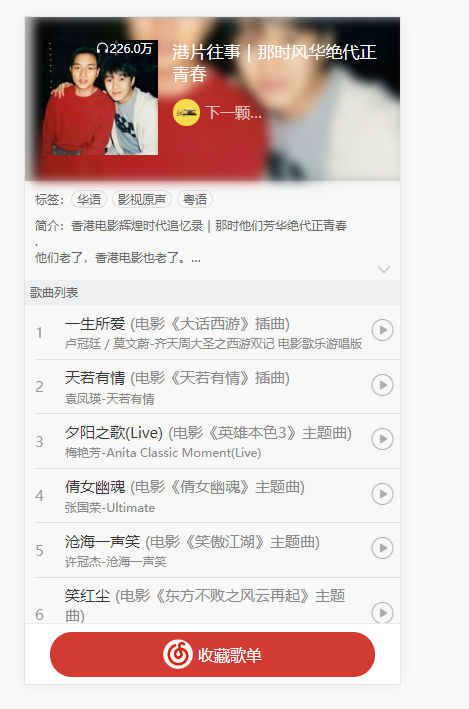 226.0万
港片往事 | 那时风华绝代正
青春
下一颗...
标签： 华语 影视原声 粤语
简介：香港电影辉煌时代追忆录 | 那时他们芳华绝代正青春
.
他们老了，香港电影也老了。...
歌曲列表
1 一生所爱 (电影《大话西游》插曲)
卢冠廷 / 莫文蔚-齐天周大圣之西游双记 电影歌乐游唱版
2 天若有情 (电影《天若有情》插曲)
袁凤瑛-天若有情
3 夕阳之歌(Live) (电影《英雄本色3》主题曲)
梅艳芳-Anita Classic Moment(Live)
4 倩女幽魂 (电影《倩女幽魂》主题曲)
张国荣-Ultimate
5 沧海一声笑 (电影《笑傲江湖》主题曲)
许冠杰-沧海一声笑
6 笑红尘 (电影《东方不败之风云再起》主题
曲)
收藏歌单